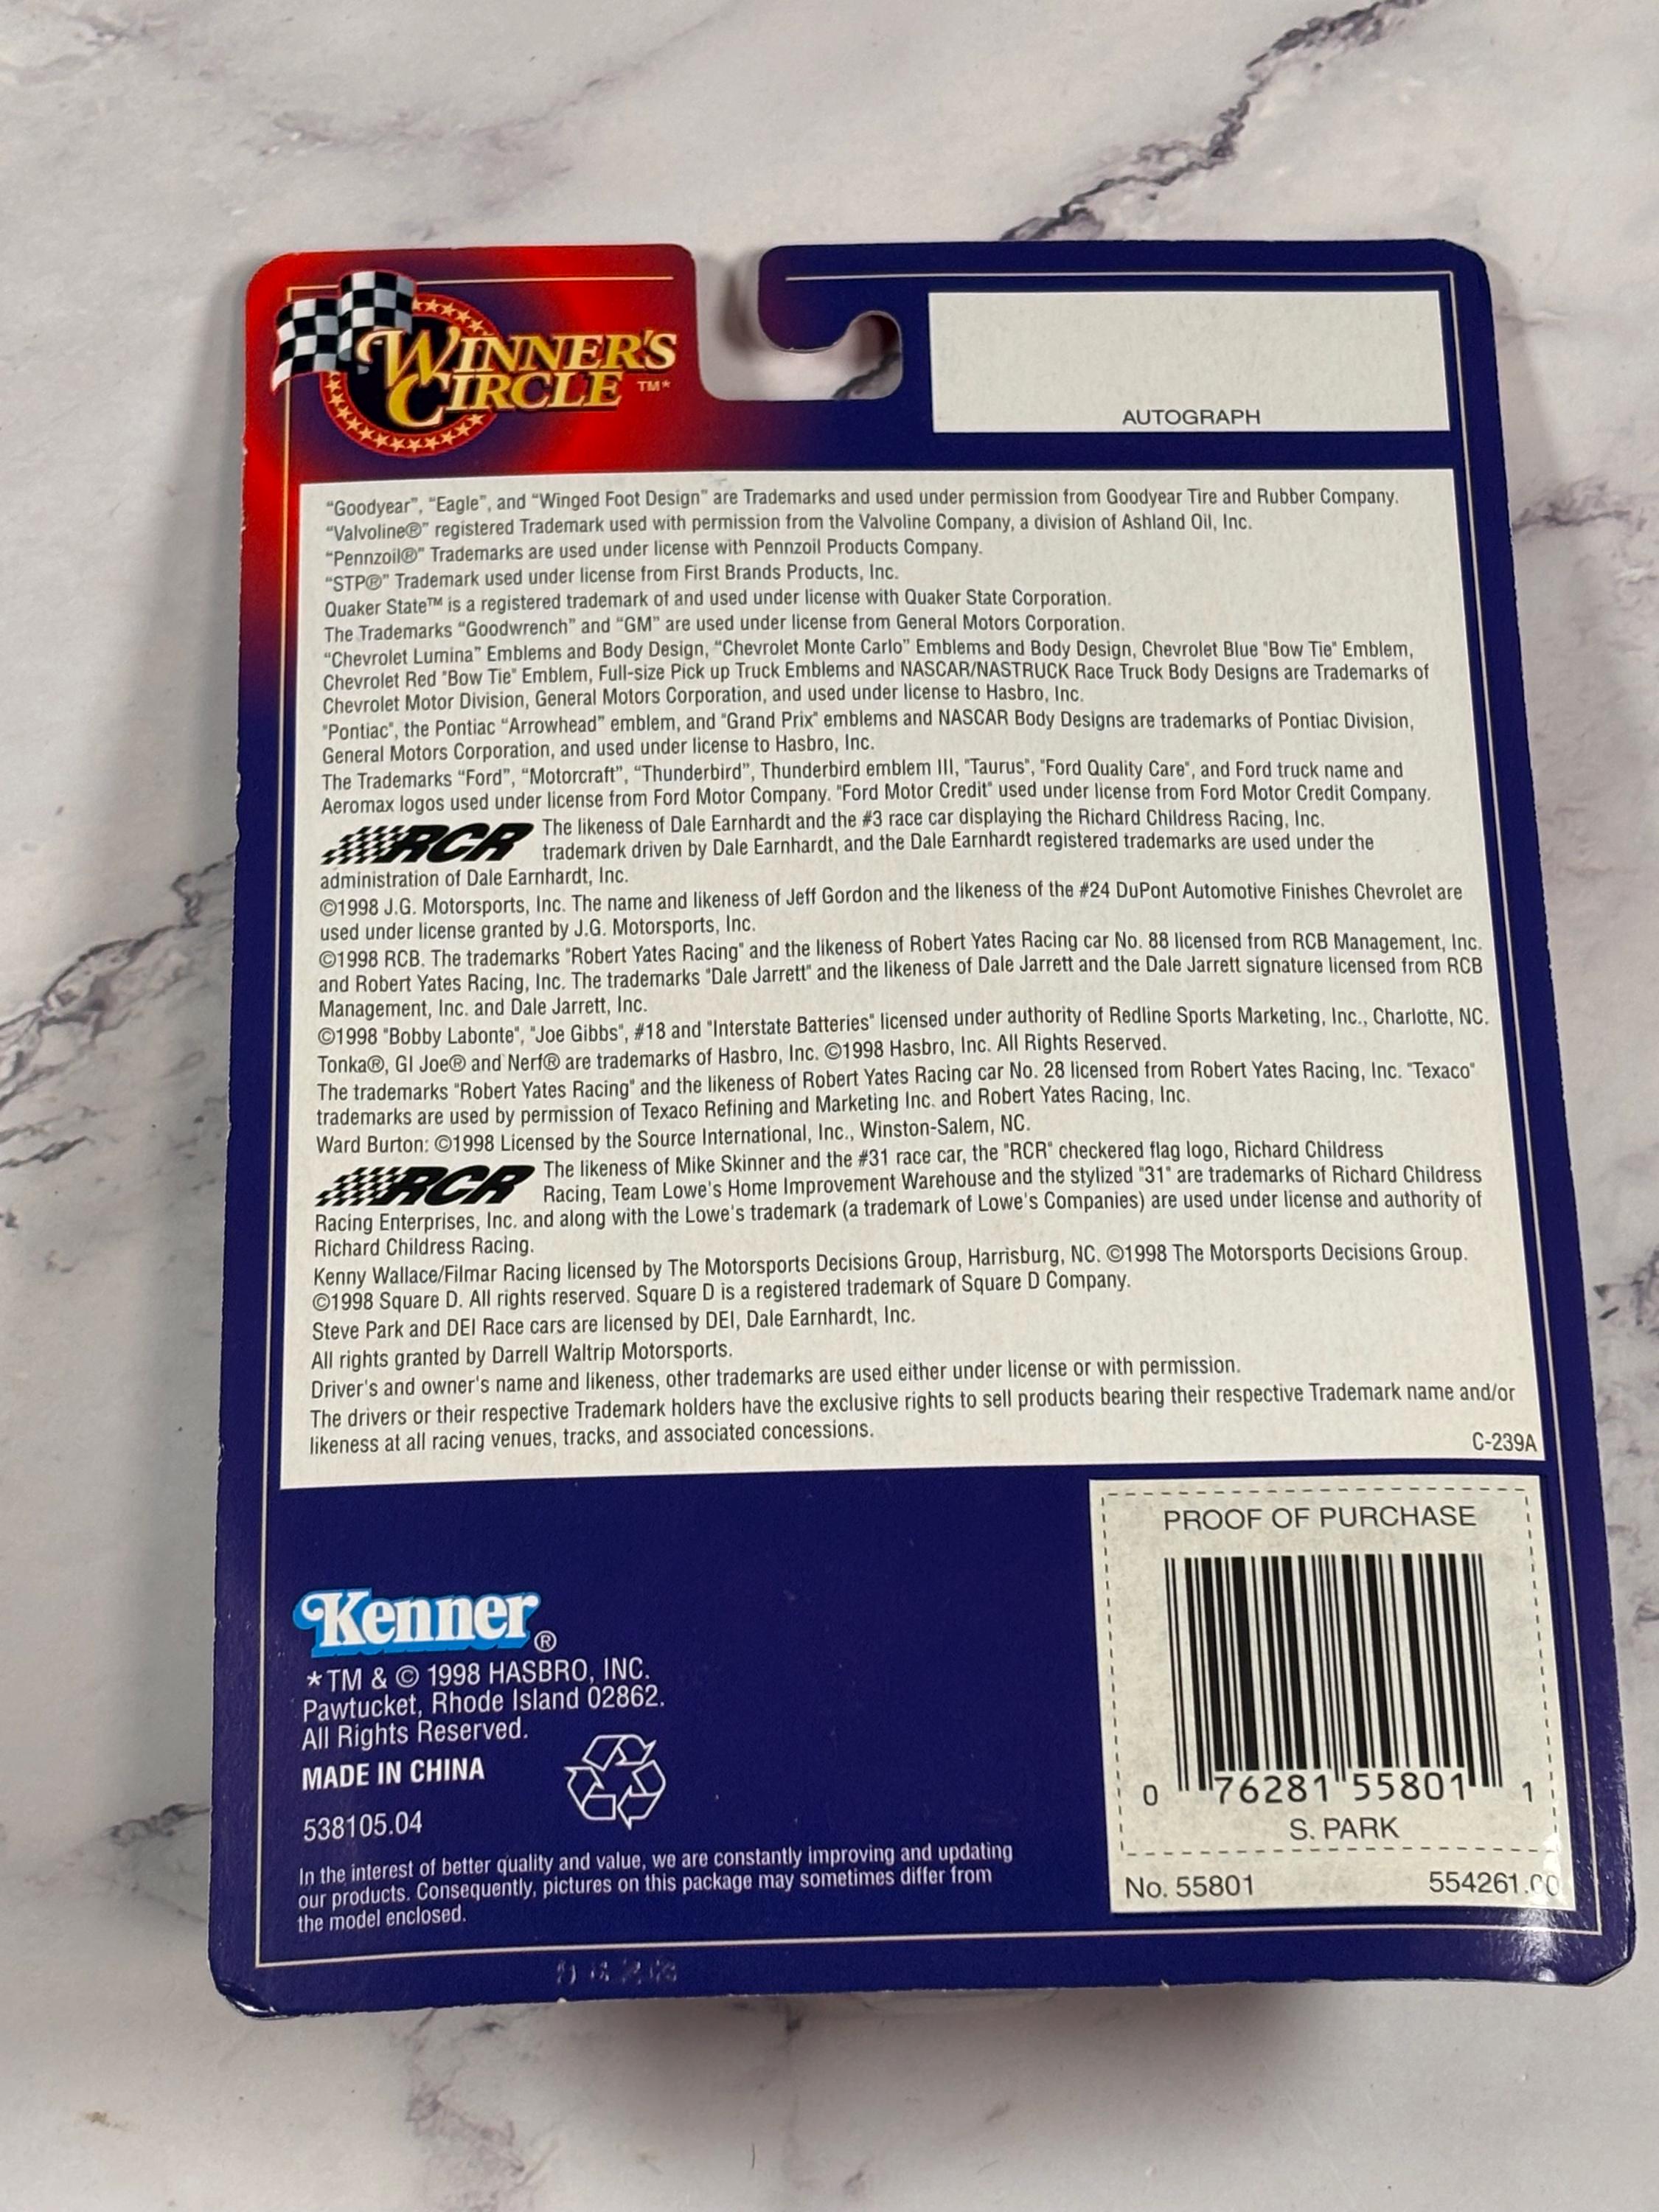 WINNER'S
CIRCLE ™*
AUTOGRAPH
“Goodyear”, “Eagle”, and “Winged Foot Design” are Trademarks and used under permission from Goodyear Tire and Rubber Company.
“Valvoline®” registered Trademark used with permission from the Valvoline Company, a division of Ashland Oil, Inc.
“Pennzoil®” Trademarks are used under license with Pennzoil Products Company.
“STP®” Trademark used under license from First Brands Products, Inc.
Quaker State™ is a registered trademark of and used under license with Quaker State Corporation.
The Trademarks “Goodwrench” and “GM” are used under license from General Motors Corporation.
“Chevrolet Lumina” Emblems and Body Design, “Chevrolet Monte Carlo” Emblems and Body Design, Chevrolet Blue "Bow Tie" Emblem,
Chevrolet Red "Bow Tie" Emblem, Full-size Pick up Truck Emblems and NASCAR/NASTRUCK Race Truck Body Designs are Trademarks of
Chevrolet Motor Division, General Motors Corporation, and used under license to Hasbro, Inc.
"Pontiac", the Pontiac “Arrowhead” emblem, and "Grand Prix" emblems and NASCAR Body Designs are trademarks of Pontiac Division,
General Motors Corporation, and used under license to Hasbro, Inc.
The Trademarks “Ford”, “Motorcraft”, “Thunderbird”, Thunderbird emblem III, "Taurus", "Ford Quality Care", and Ford truck name and
Aeromax logos used under license from Ford Motor Company. "Ford Motor Credit" used under license from Ford Motor Credit Company.
RCR The likeness of Dale Earnhardt and the #3 race car displaying the Richard Childress Racing, Inc.
trademark driven by Dale Earnhardt, and the Dale Earnhardt registered trademarks are used under the
administration of Dale Earnhardt, Inc.
©1998 J.G. Motorsports, Inc. The name and likeness of Jeff Gordon and the likeness of the #24 DuPont Automotive Finishes Chevrolet are
used under license granted by J.G. Motorsports, Inc.
©1998 RCB. The trademarks "Robert Yates Racing" and the likeness of Robert Yates Racing car No. 88 licensed from RCB Management, Inc.
and Robert Yates Racing, Inc. The trademarks "Dale Jarrett" and the likeness of Dale Jarrett and the Dale Jarrett signature licensed from RCB
Management, Inc. and Dale Jarrett, Inc.
©1998 "Bobby Labonte", "Joe Gibbs", #18 and "Interstate Batteries" licensed under authority of Redline Sports Marketing, Inc., Charlotte, NC.
Tonka®, GI Joe® and Nerf® are trademarks of Hasbro, Inc. ©1998 Hasbro, Inc. All Rights Reserved.
The trademarks "Robert Yates Racing" and the likeness of Robert Yates Racing car No. 28 licensed from Robert Yates Racing, Inc. "Texaco"
trademarks are used by permission of Texaco Refining and Marketing Inc. and Robert Yates Racing, Inc.
Ward Burton: ©1998 Licensed by the Source International, Inc., Winston-Salem, NC.
RCR The likeness of Mike Skinner and the #31 race car, the "RCR" checkered flag logo, Richard Childress
Racing, Team Lowe's Home Improvement Warehouse and the stylized "31" are trademarks of Richard Childress
Racing Enterprises, Inc. and along with the Lowe's trademark (a trademark of Lowe's Companies) are used under license and authority of
Richard Childress Racing.
Kenny Wallace/Filmar Racing licensed by The Motorsports Decisions Group, Harrisburg, NC. ©1998 The Motorsports Decisions Group.
©1998 Square D. All rights reserved. Square D is a registered trademark of Square D Company.
Steve Park and DEI Race cars are licensed by DEI, Dale Earnhardt, Inc.
All rights granted by Darrell Waltrip Motorsports.
Driver's and owner's name and likeness, other trademarks are used either under license or with permission.
The drivers or their respective Trademark holders have the exclusive rights to sell products bearing their respective Trademark name and/or
likeness at all racing venues, tracks, and associated concessions.
C-239A
Kenner®
*TM & © 1998 HASBRO, INC.
Pawtucket, Rhode Island 02862.
All Rights Reserved.
MADE IN CHINA
538105.04
In the interest of better quality and value, we are constantly improving and updating
our products. Consequently, pictures on this package may sometimes differ from
the model enclosed.
PROOF OF PURCHASE
0 76281 55801 1
S. PARK
No. 55801 554261.00